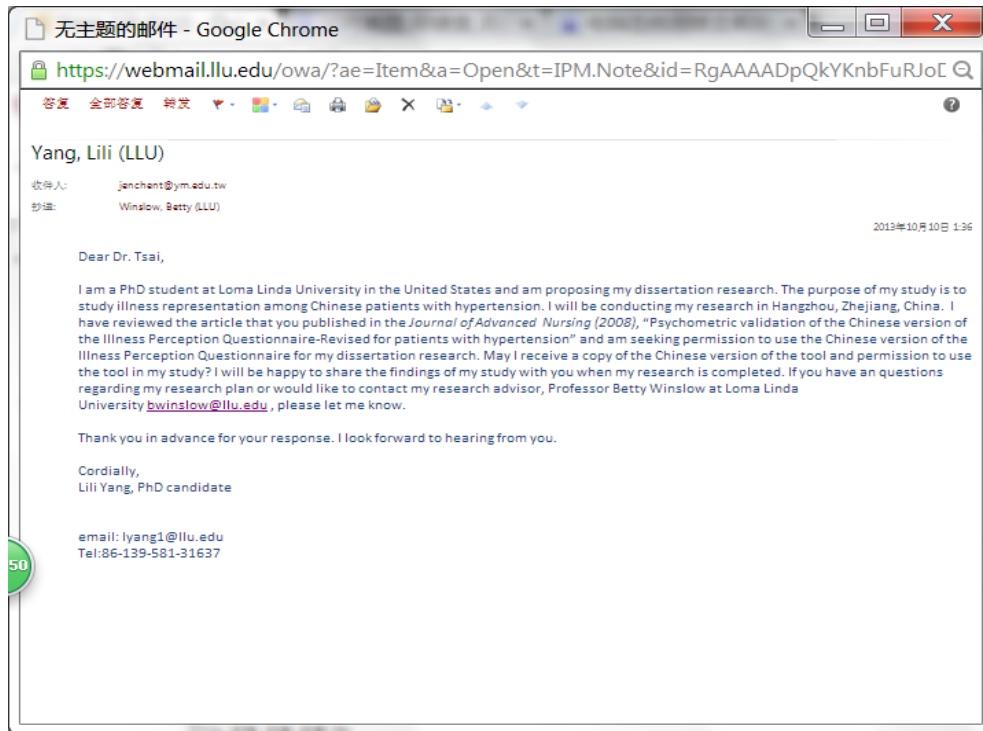 无主题的邮件 - Google Chrome
https://webmail.llu.edu/owa/?ae=Item&a=Open&t=IPM.Note&id=RgAAAADpQkYKnbFuRJoD
答复 全部答复 转发
Yang, Lili (LLU)
收件人: jenchent@ym.edu.tw
抄送: Winslow, Betty (LLU)
2013年10月10日 1:36
Dear Dr. Tsai,
I am a PhD student at Loma Linda University in the United States and am proposing my dissertation research. The purpose of my study is to
study illness representation among Chinese patients with hypertension. I will be conducting my research in Hangzhou, Zhejiang, China. I
have reviewed the article that you published in the Journal of Advanced Nursing (2008), “Psychometric validation of the Chinese version of
the Illness Perception Questionnaire-Revised for patients with hypertension” and am seeking permission to use the Chinese version of the
Illness Perception Questionnaire for my dissertation research. May I receive a copy of the Chinese version of the tool and permission to use
the tool in my study? I will be happy to share the findings of my study with you when my research is completed. If you have an questions
regarding my research plan or would like to contact my research advisor, Professor Betty Winslow at Loma Linda
University bwinslow@llu.edu , please let me know.
Thank you in advance for your response. I look forward to hearing from you.
Cordially,
Lili Yang, PhD candidate
email: lyang1@llu.edu
Tel:86-139-581-31637
50